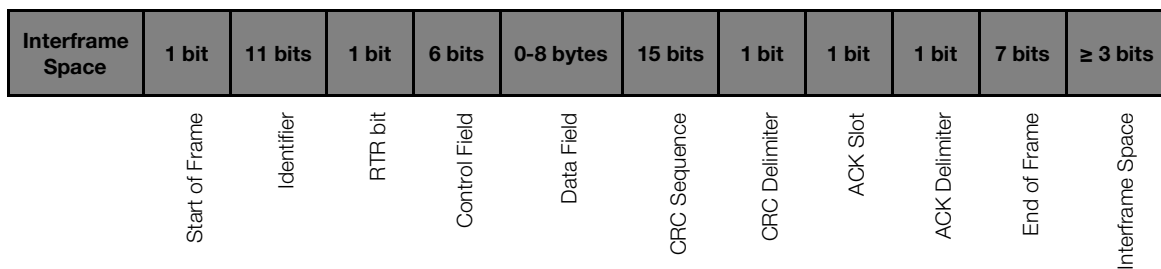 Interframe
Space
1 bit
11 bits
1 bit
6 bits
0-8 bytes
15 bits
1 bit
1 bit
1 bit
7 bits
≥ 3 bits
Start of Frame
Identifier
RTR bit
Control Field
Data Field
CRC Sequence
CRC Delimiter
ACK Slot
ACK Delimiter
End of Frame
Interframe Space